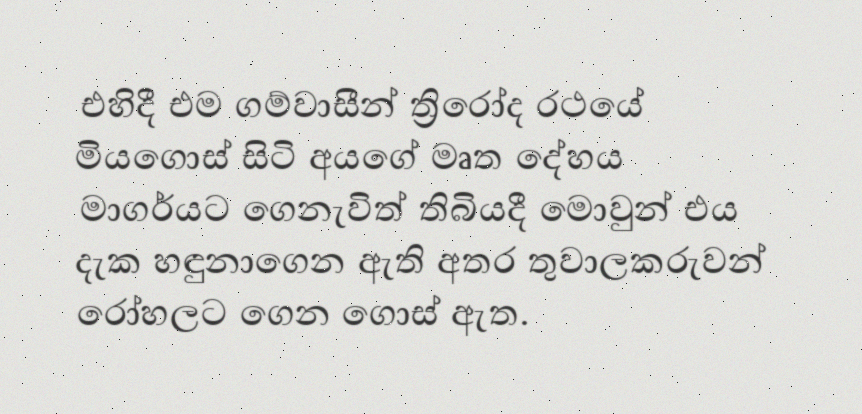 එහිදී එම ගම්වාසීන් ත්‍රිරෝද රථයේ
මියගොස් සිටි අයගේ මෘත දේහය
මාගර්යට ගෙනැවිත් තිබියදී මොවුන් එය
දැක හඳුනාගෙන ඇති අතර තුවාලකරුවන්
රෝහලට ගෙන ගොස් ඇත.